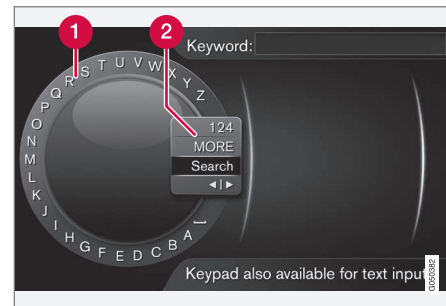 1
2
Keyword:
A B C D E F G H I J K L M N O P Q R S T U V W X Y Z
124
MORE
Search
◄|►
Keypad also available for text input
G050382